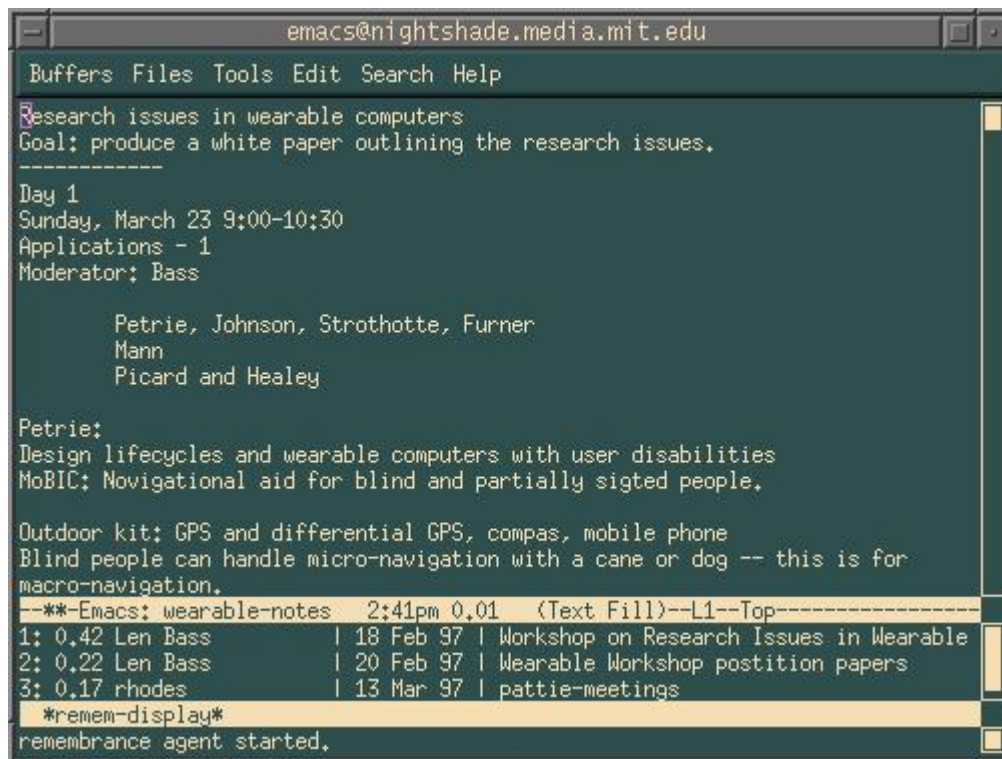 emacs@nightshade.media.mit.edu
Buffers Files Tools Edit Search Help
Research issues in wearable computers
Goal: produce a white paper outlining the research issues.
------------
Day 1
Sunday, March 23 9:00-10:30
Applications - 1
Moderator: Bass
Petrie, Johnson, Strothotte, Furner
Mann
Picard and Healey
Petrie:
Design lifecycles and wearable computers with user disabilities
MoBIC: Novigational aid for blind and partially sigted people.
Outdoor kit: GPS and differential GPS, compas, mobile phone
Blind people can handle micro-navigation with a cane or dog -- this is for
macro-navigation.
--**-Emacs: wearable-notes   2:41pm 0.01   (Text Fill)--L1--Top-----------------
1: 0.42 Len Bass | 18 Feb 97 | Workshop on Research Issues in Wearable
2: 0.22 Len Bass | 20 Feb 97 | Wearable Workshop postition papers
3: 0.17 rhodes | 13 Mar 97 | pattie-meetings
*remem-display*
remembrance agent started.